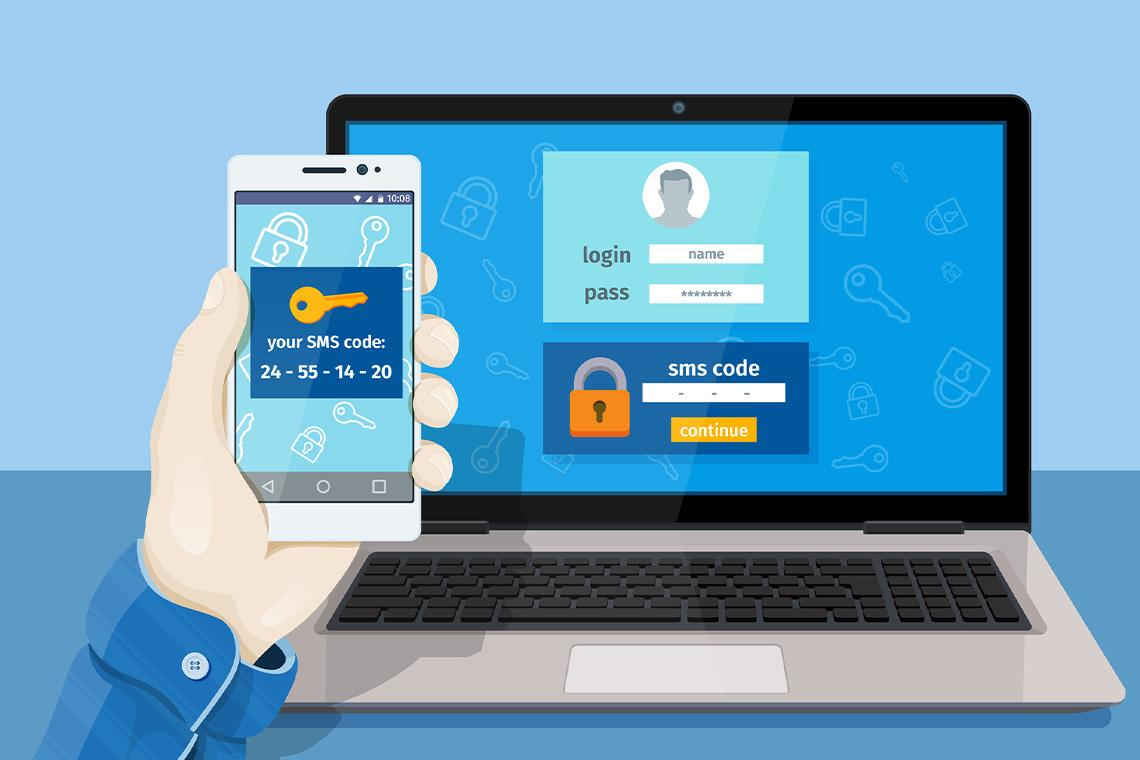 10:08
your SMS code:
24 - 55 - 14 - 20
login name
pass ********
sms code
- - -
continue